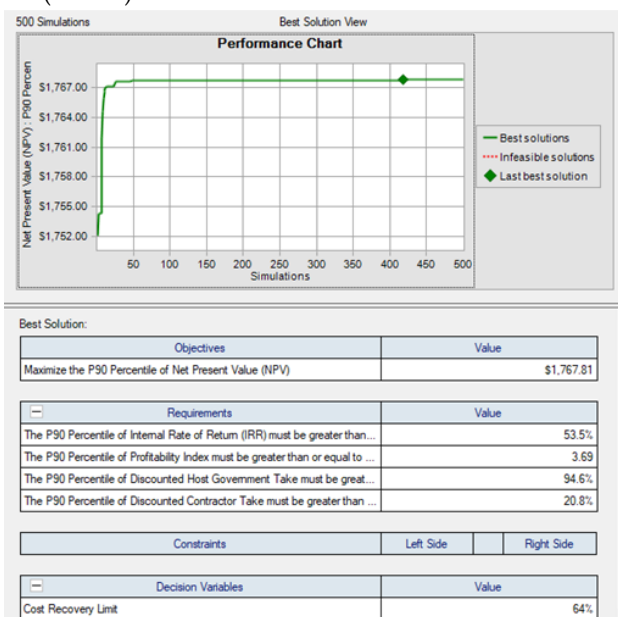 500 Simulations Best Solution View
Performance Chart
Net Present Value (NPV) : P90 Percen
$1,767.00
$1,764.00
$1,761.00
$1,758.00
$1,755.00
$1,752.00
50 100 150 200 250 300 350 400 450 500
Simulations
Best solutions
Infeasible solutions
Last best solution
Best Solution:
Objectives Value
Maximize the P90 Percentile of Net Present Value (NPV) $1,767.81
Requirements Value
The P90 Percentile of Internal Rate of Return (IRR) must be greater than... 53.5%
The P90 Percentile of Profitability Index must be greater than or equal to ... 3.69
The P90 Percentile of Discounted Host Government Take must be great... 94.6%
The P90 Percentile of Discounted Contractor Take must be greater than ... 20.8%
Constraints Left Side Right Side
Decision Variables Value
Cost Recovery Limit 64%